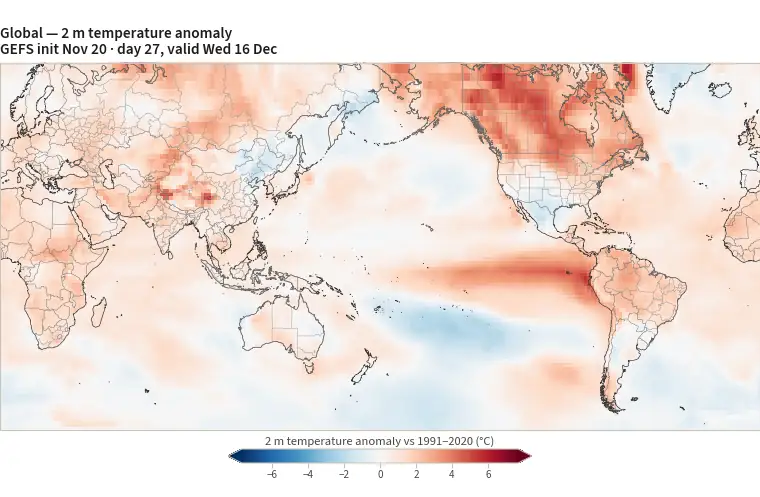 Global — 2 m temperature anomaly
GEFS init Nov 20 · day 27, valid Wed 16 Dec
2 m temperature anomaly vs 1991–2020 (°C)
−6 −4 −2 0 2 4 6